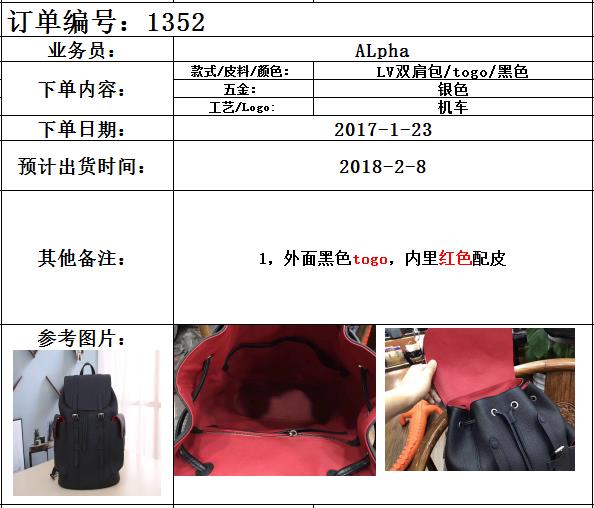 订单编号：1352
业务员： ALpha
下单内容： 款式/皮料/颜色： LV双肩包/togo/黑色
五金： 银色
工艺/Logo: 机车
下单日期： 2017-1-23
预计出货时间： 2018-2-8
其他备注： 1，外面黑色togo，内里红色配皮
参考图片：